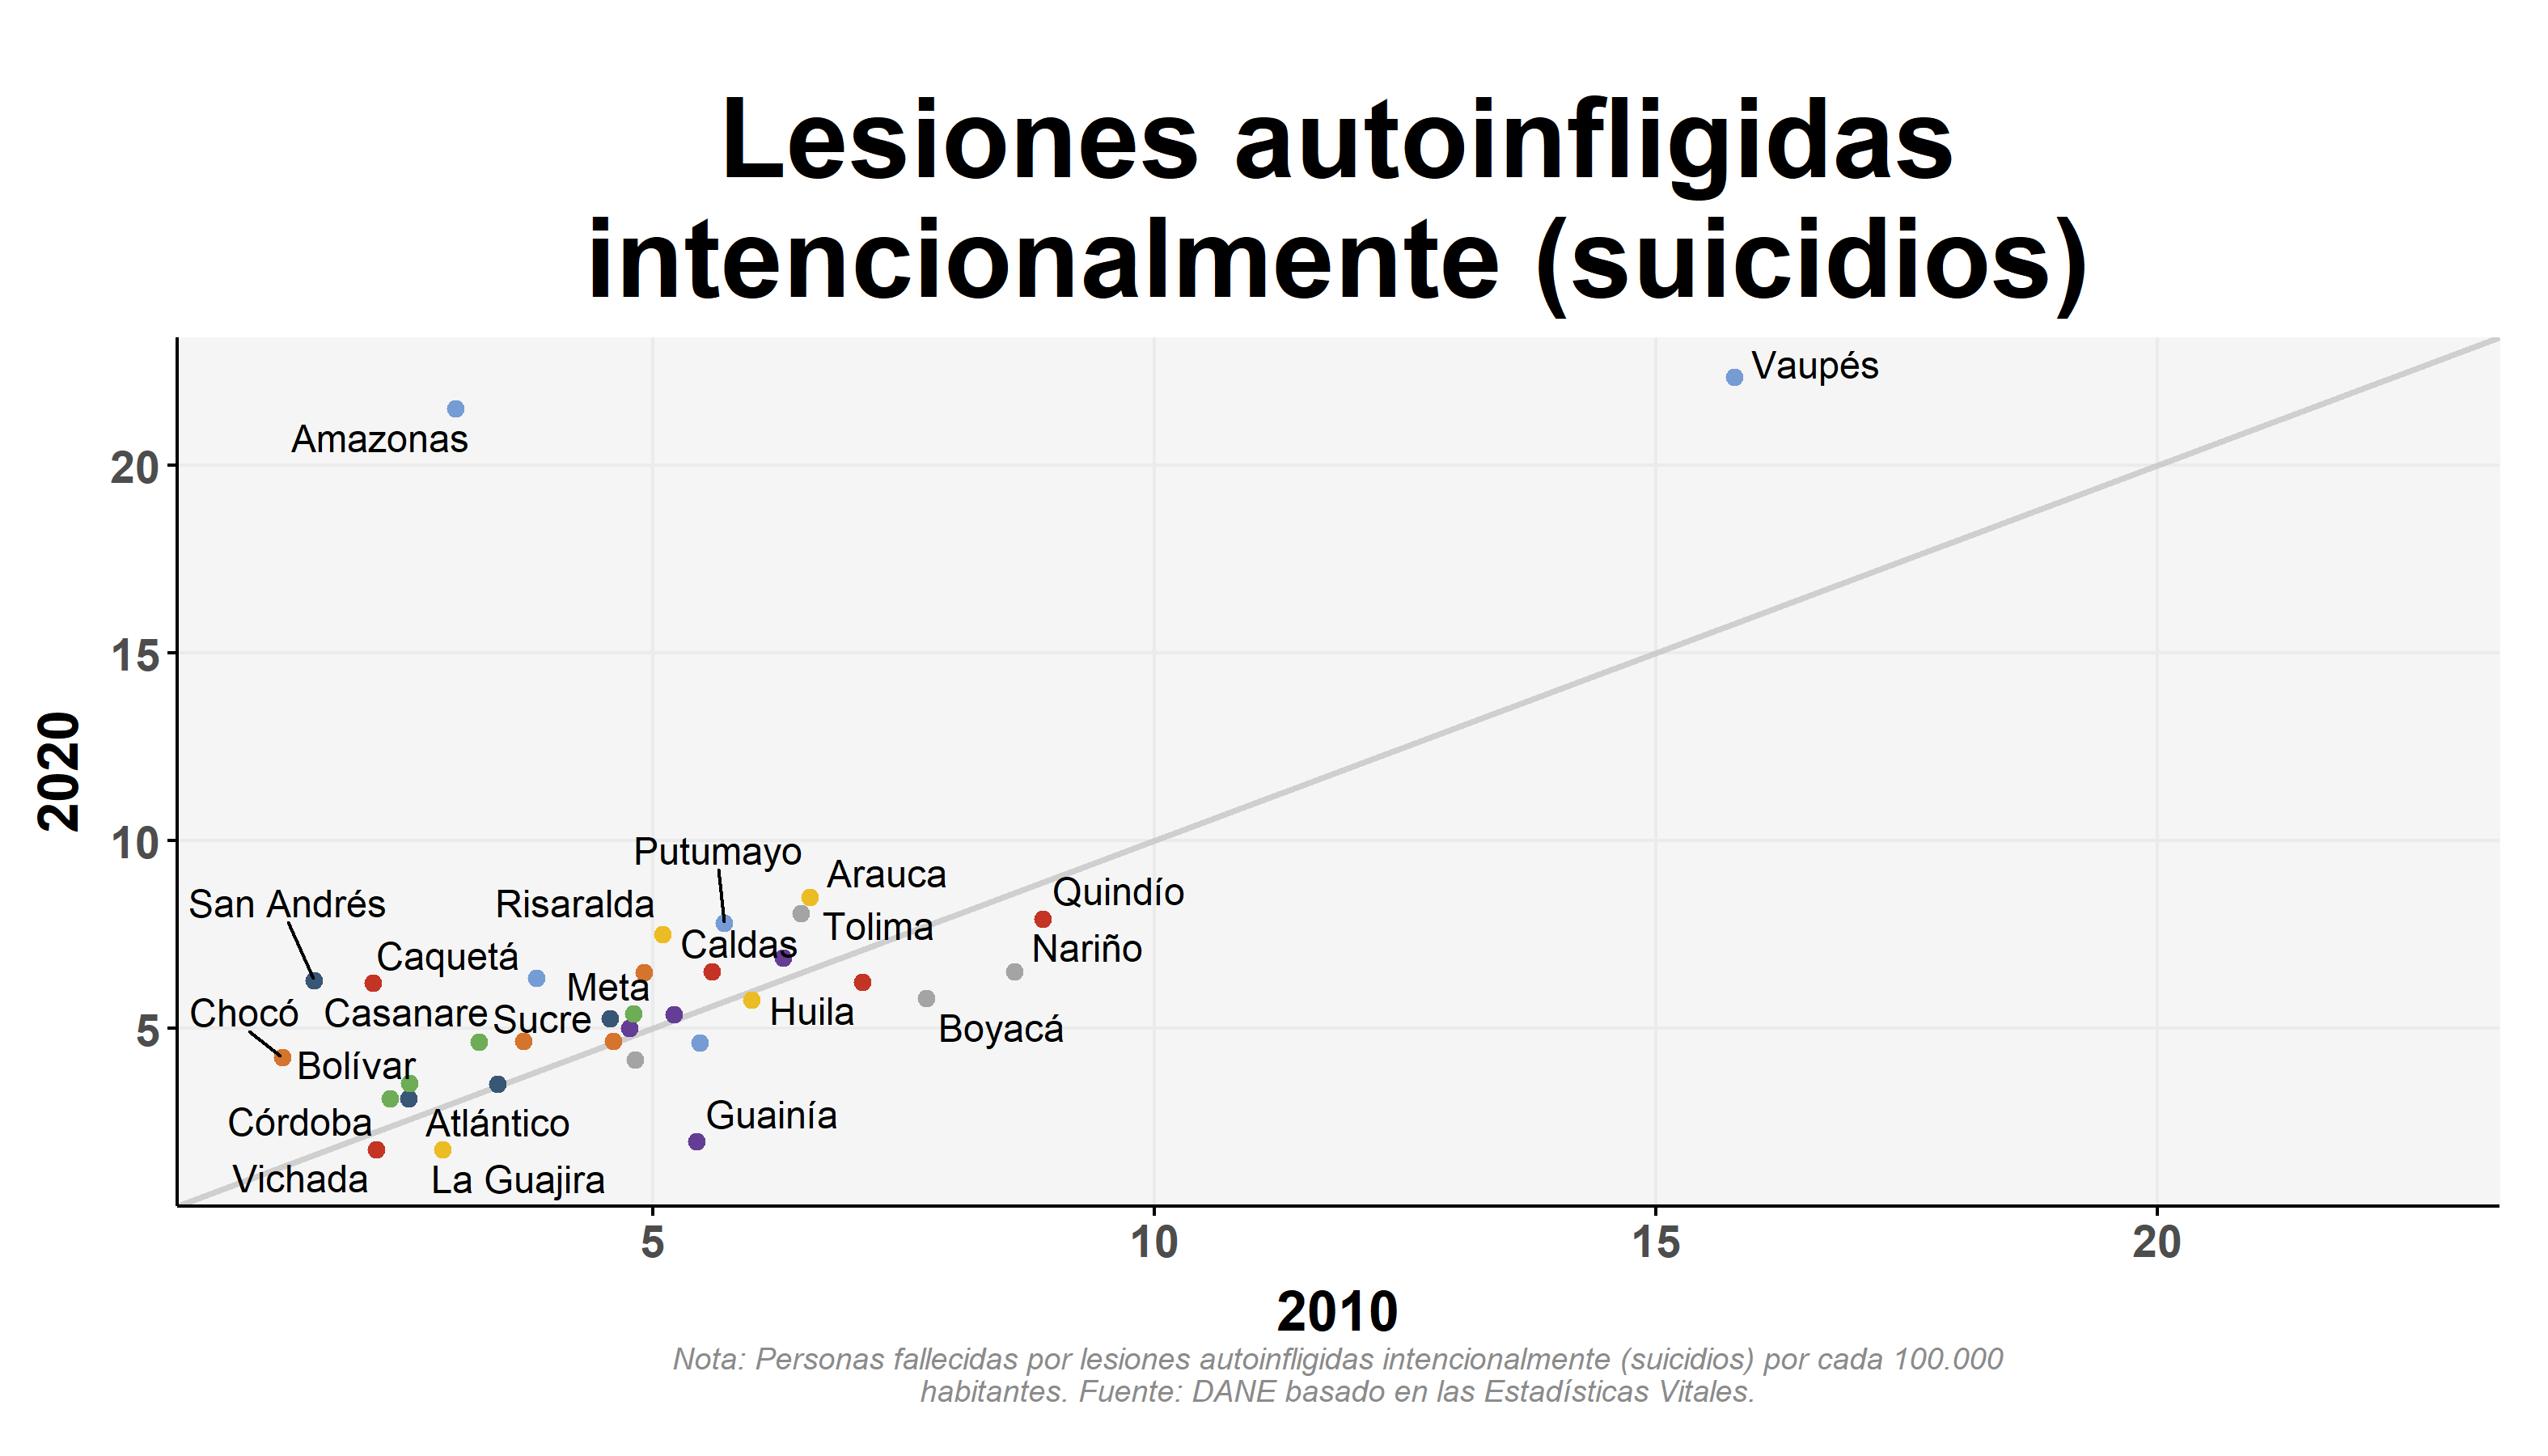 Lesiones autoinfligidas
intencionalmente (suicidios)
Vaupés
Amazonas
20
15
10
5
2020
Putumayo
Arauca
San Andrés
Risaralda
Quindío
Caldas
Tolima
Nariño
Caquetá
Meta
Chocó
Casanare
Sucre
Huila
Boyacá
Bolívar
Córdoba
Atlántico
Guainía
Vichada
La Guajira
5
10
15
20
2010
Nota: Personas fallecidas por lesiones autoinfligidas intencionalmente (suicidios) por cada 100.000
habitantes. Fuente: DANE basado en las Estadísticas Vitales.